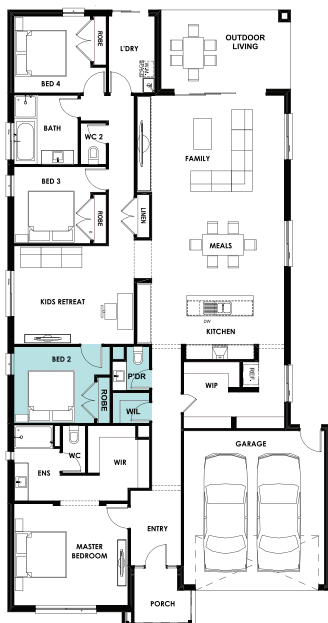 BED 4
ROBE
L'DRY
OUTDOOR
LIVING
BATH
WC 2
FAMILY
BED 3
ROBE
LINEN
MEALS
KIDS RETREAT
DW
KITCHEN
BED 2
ROBE
P'DR
WIL
WIP
REF.
ENS
WC
WIR
GARAGE
MASTER
BEDROOM
ENTRY
PORCH